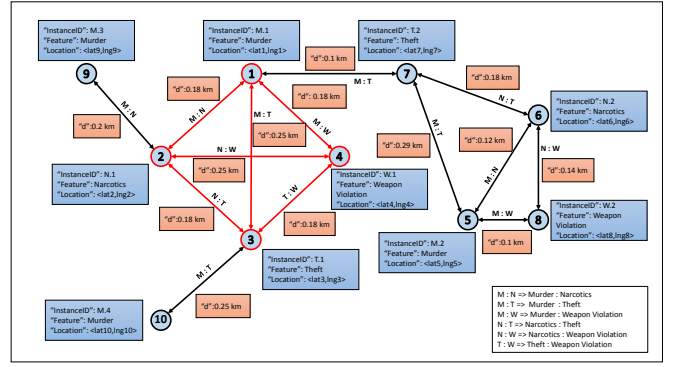 "InstanceID": M.3
"Feature": Murder
"Location": <lat9,lng9>
9
"InstanceID": M.1
"Feature": Murder
"Location": <lat1,lng1>
1
"InstanceID": T.2
"Feature": Theft
"Location": <lat7,lng7>
7
"d":0.1 km
M : T
"d":0.18 km
N : T
"d":0.18 km
M : N
"d": 0.18 km
M : W
M : T
"d":0.25 km
M : N
"d":0.2 km
2
N : W
"d":0.25 km
4
"InstanceID": N.1
"Feature": Narcotics
"Location": <lat2,lng2>
"InstanceID": W.1
"Feature": Weapon
Violation
"Location": <lat4,lng4>
N : T
"d":0.18 km
T : W
"d":0.18 km
3
"InstanceID": T.1
"Feature": Theft
"Location": <lat3,lng3>
M : T
"d":0.25 km
"InstanceID": M.4
"Feature": Murder
"Location": <lat10,lng10>
10
M : T
"d":0.29 km
"d":0.12 km
M : N
6
"InstanceID": N.2
"Feature": Narcotics
"Location": <lat6,lng6>
N : W
"d":0.14 km
5
M : W
8
"d":0.1 km
"InstanceID": M.2
"Feature": Murder
"Location": <lat5,lng5>
"InstanceID": W.2
"Feature": Weapon
Violation
"Location": <lat8,lng8>
M : N => Murder : Narcotics
M : T => Murder : Theft
M : W => Murder : Weapon Violation
N : T => Narcotics : Theft
N : W => Narcotics : Weapon Violation
T : W => Theft : Weapon Violation